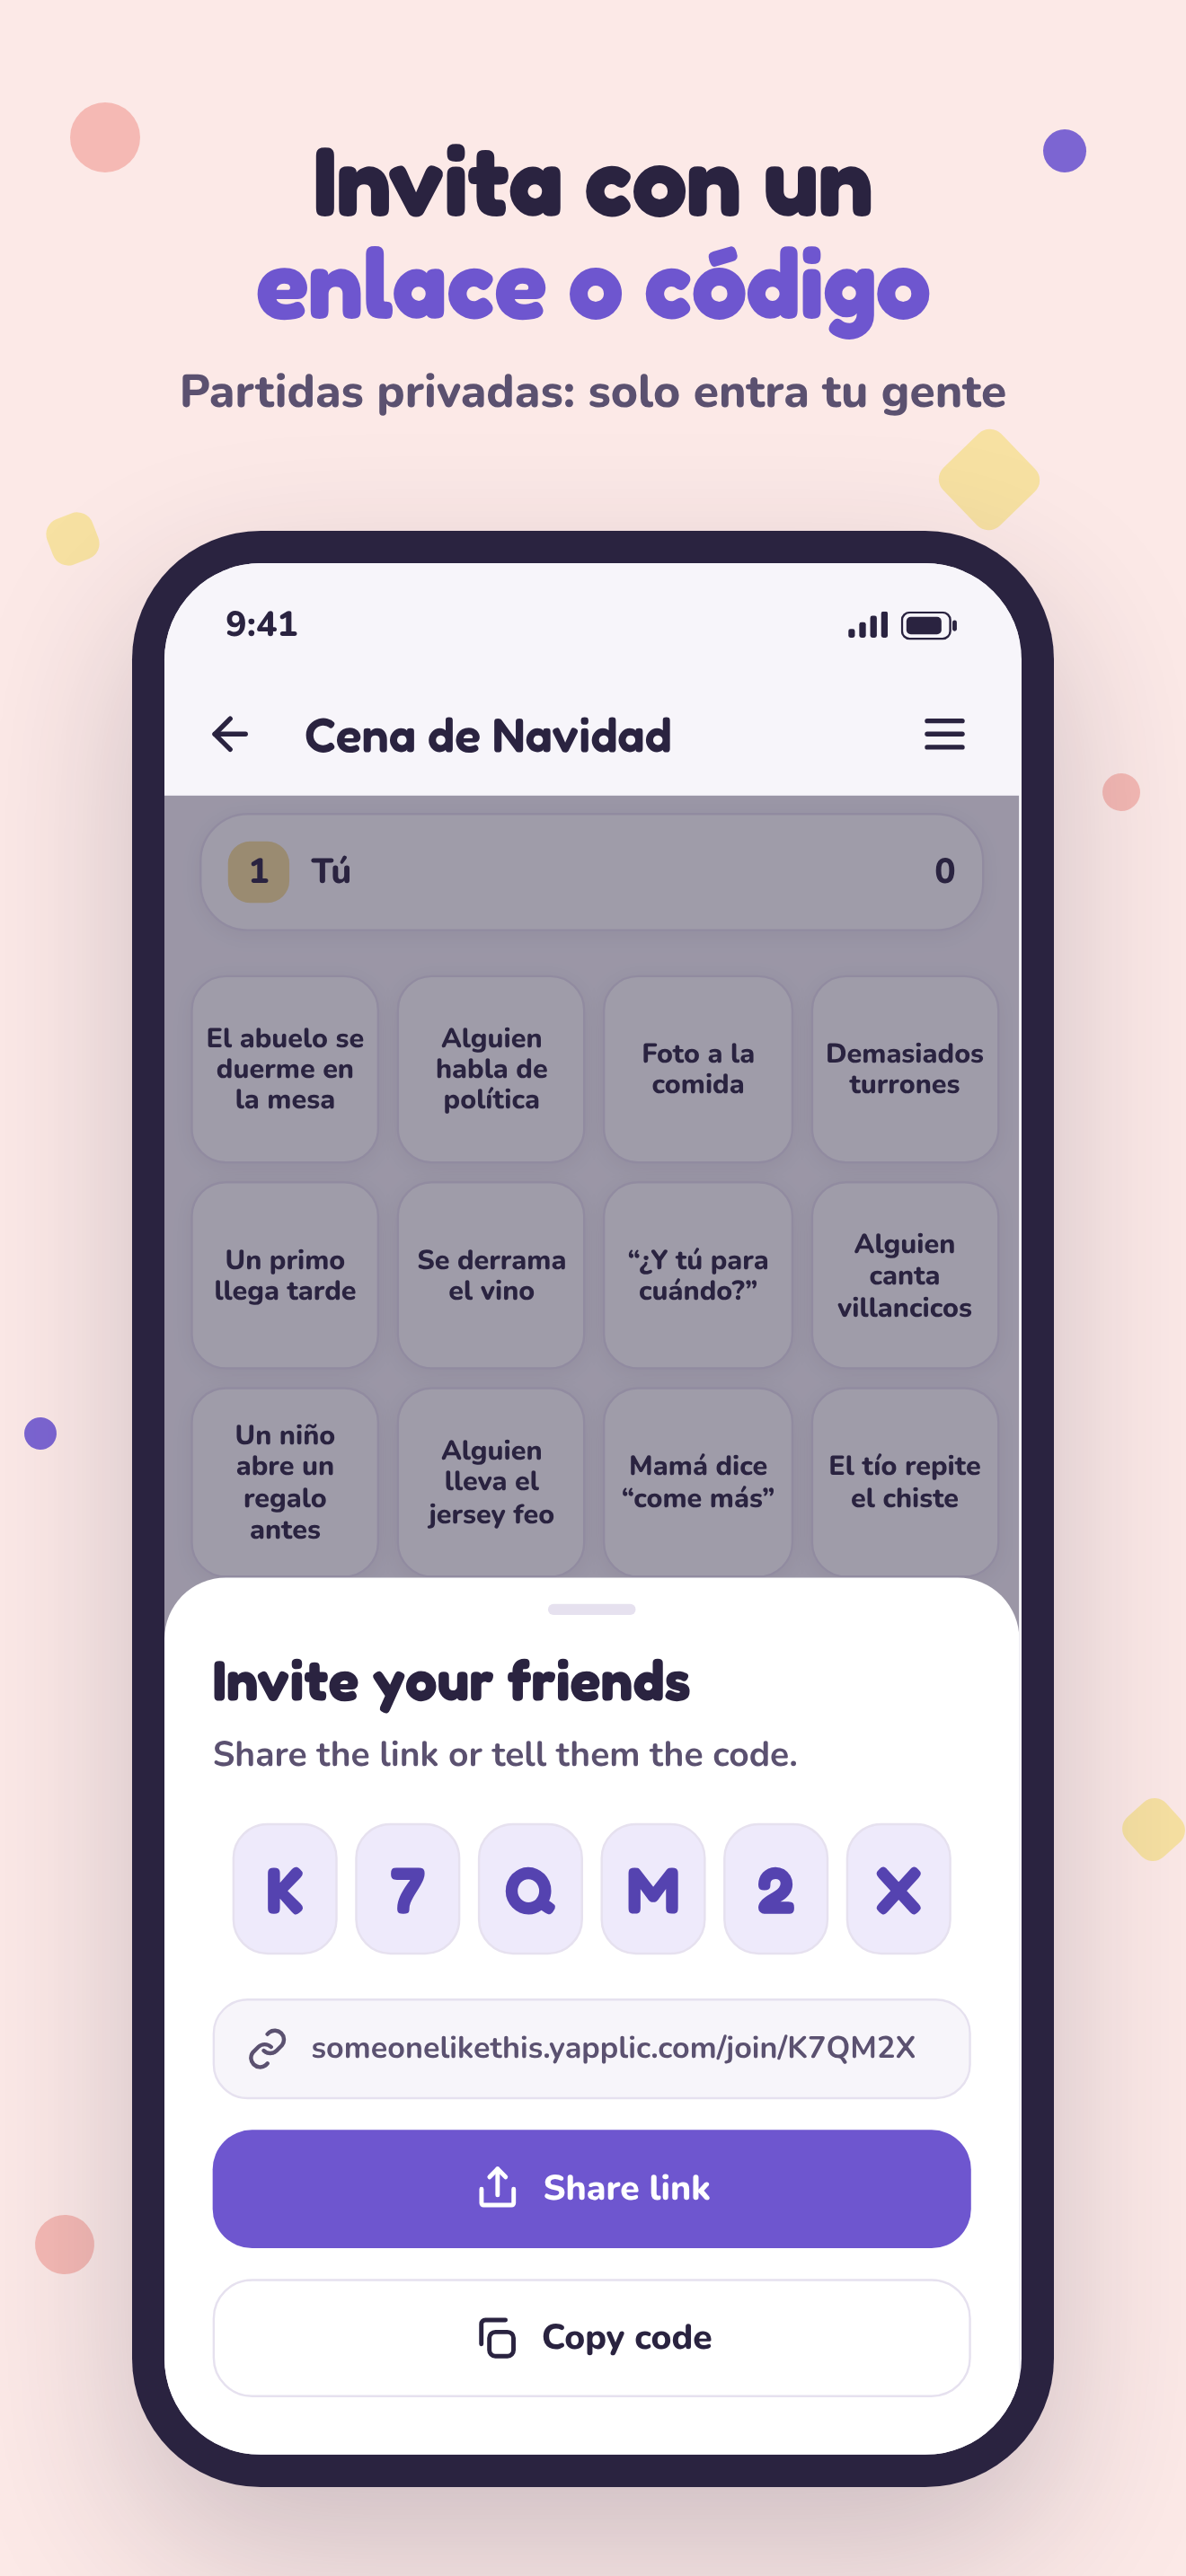 Invita con un
enlace o código
Partidas privadas: solo entra tu gente
9:41
Cena de Navidad
1 Tú 0
El abuelo se
duerme en
la mesa
Alguien
habla de
política
Foto a la
comida
Demasiados
turrones
Un primo
llega tarde
Se derrama
el vino
“¿Y tú para
cuándo?”
Alguien
canta
villancicos
Un niño
abre un
regalo
antes
Alguien
lleva el
jersey feo
Mamá dice
“come más”
El tío repite
el chiste
Invite your friends
Share the link or tell them the code.
K 7 Q M 2 X
someonelikethis.yapplic.com/join/K7QM2X
Share link
Copy code